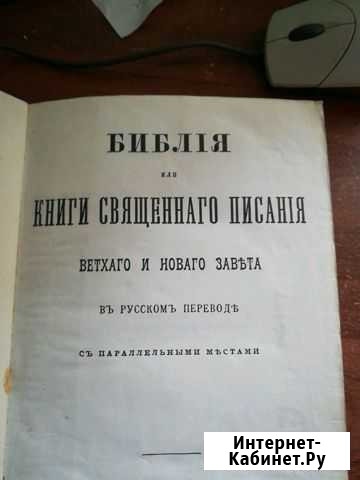 БИБЛІЯ
или
КНИГИ СВЯЩЕННАГО ПИСАНІЯ
ВЕТХАГО И НОВАГО ЗАВѢТА
ВЪ РУССКОМЪ ПЕРЕВОДѢ
СЪ ПАРАЛЛЕЛЬНЫМИ МѢСТАМИ
Интернет-
Кабинет.Ру